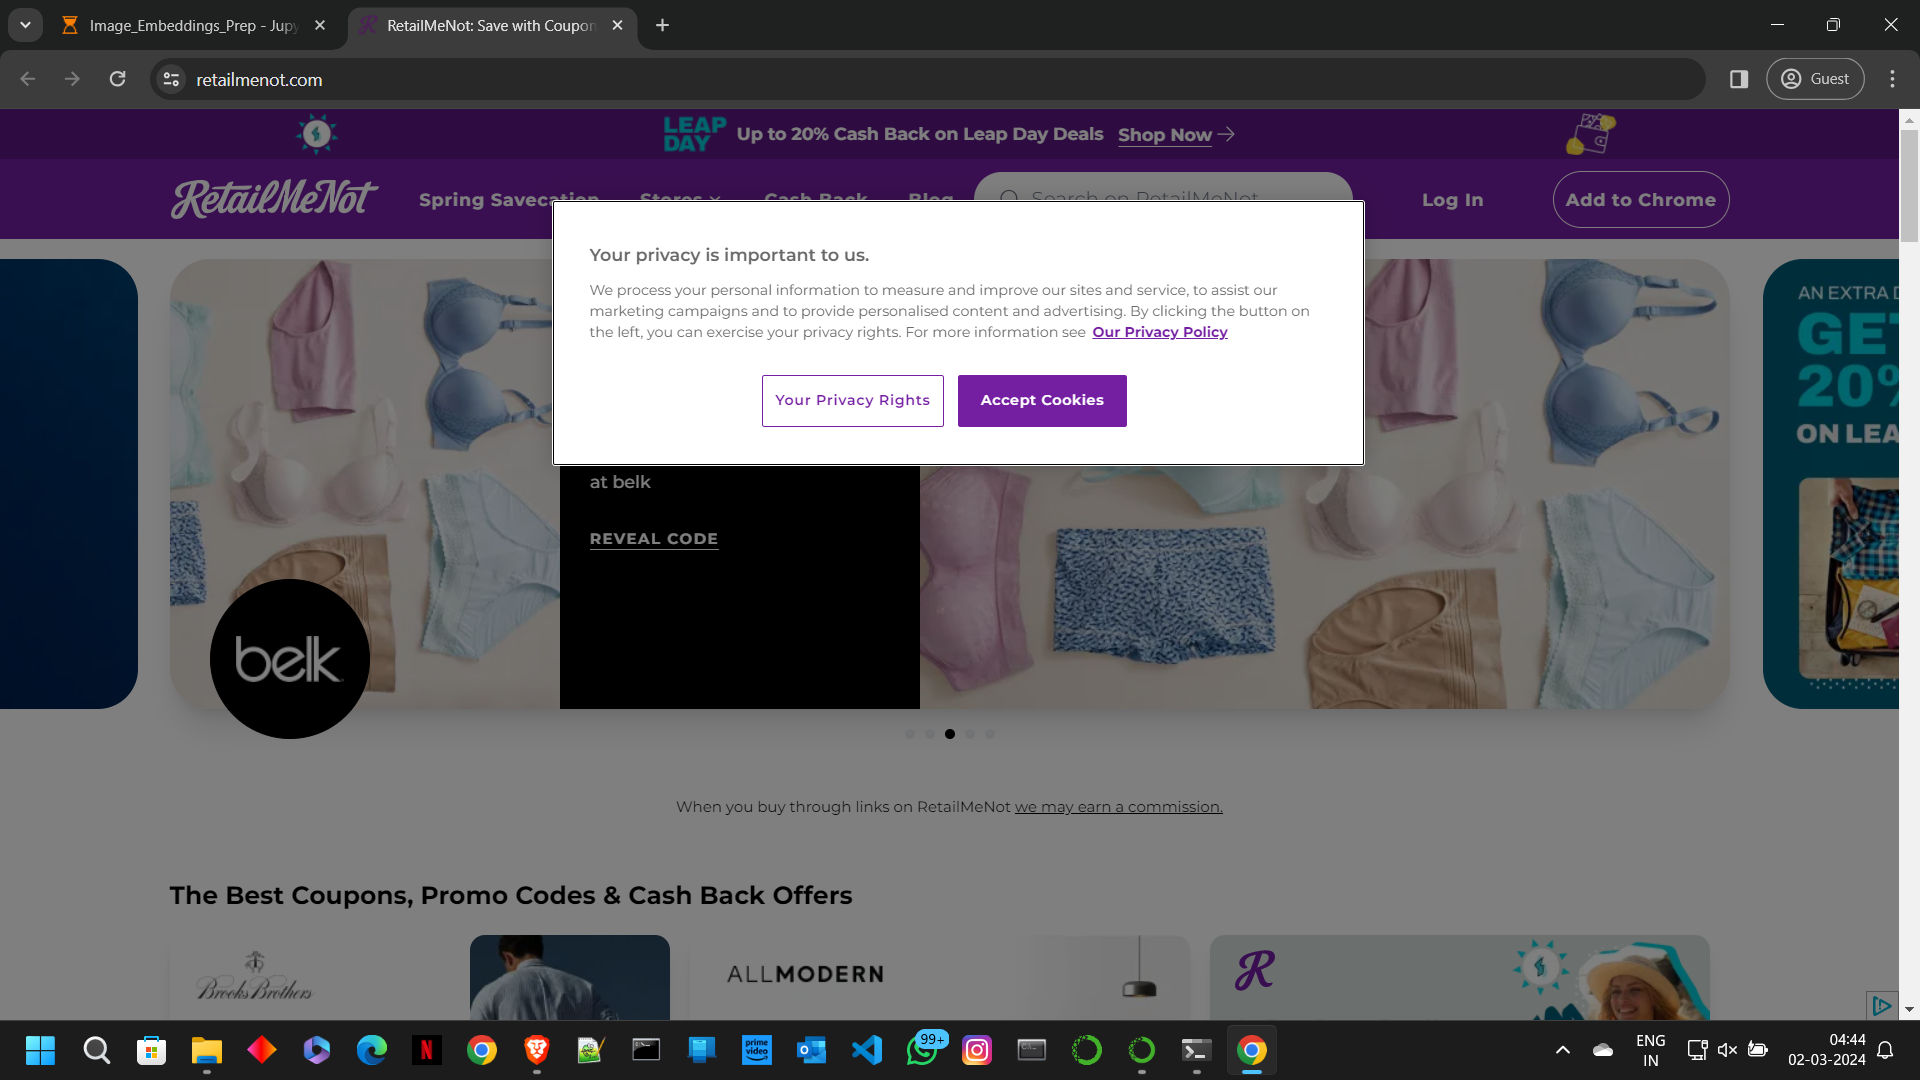 Image_Embeddings_Prep - Jupy
RetailMeNot: Save with Coupon
retailmenot.com
Guest
LEAP
DAY
Up to 20% Cash Back on Leap Day Deals Shop Now
RetailMeNot
Spring Savecation
Stores
Cash Back
Blog
Search on RetailMeNot
Log In
Add to Chrome
Your privacy is important to us.
We process your personal information to measure and improve our sites and service, to assist our
marketing campaigns and to provide personalised content and advertising. By clicking the button on
the left, you can exercise your privacy rights. For more information see Our Privacy Policy
Your Privacy Rights
Accept Cookies
at belk
REVEAL CODE
belk
AN EXTRA
GET
20%
ON LEA
When you buy through links on RetailMeNot we may earn a commission.
The Best Coupons, Promo Codes & Cash Back Offers
Brooks Brothers
ALLMODERN
R
N
prime
video
99+
ENG
IN
04:44
02-03-2024